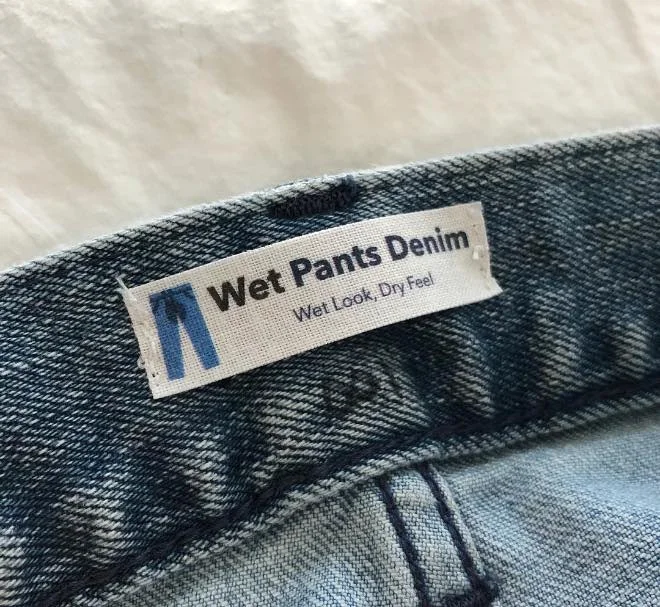 Wet Pants Denim
Wet Look, Dry Feel